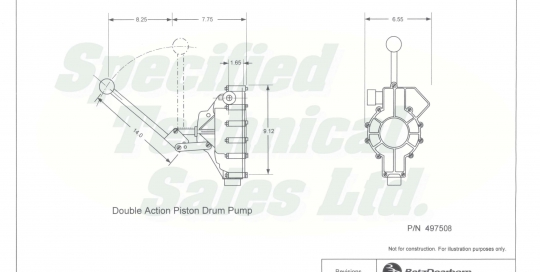 8.25
7.75
6.55
1.65
14.0
9.12
Specified
Technical
Sales Ltd.
Double Action Piston Drum Pump
P/N 497508
Not for construction. For illustration purposes only.
Revisions
BetzDearborn